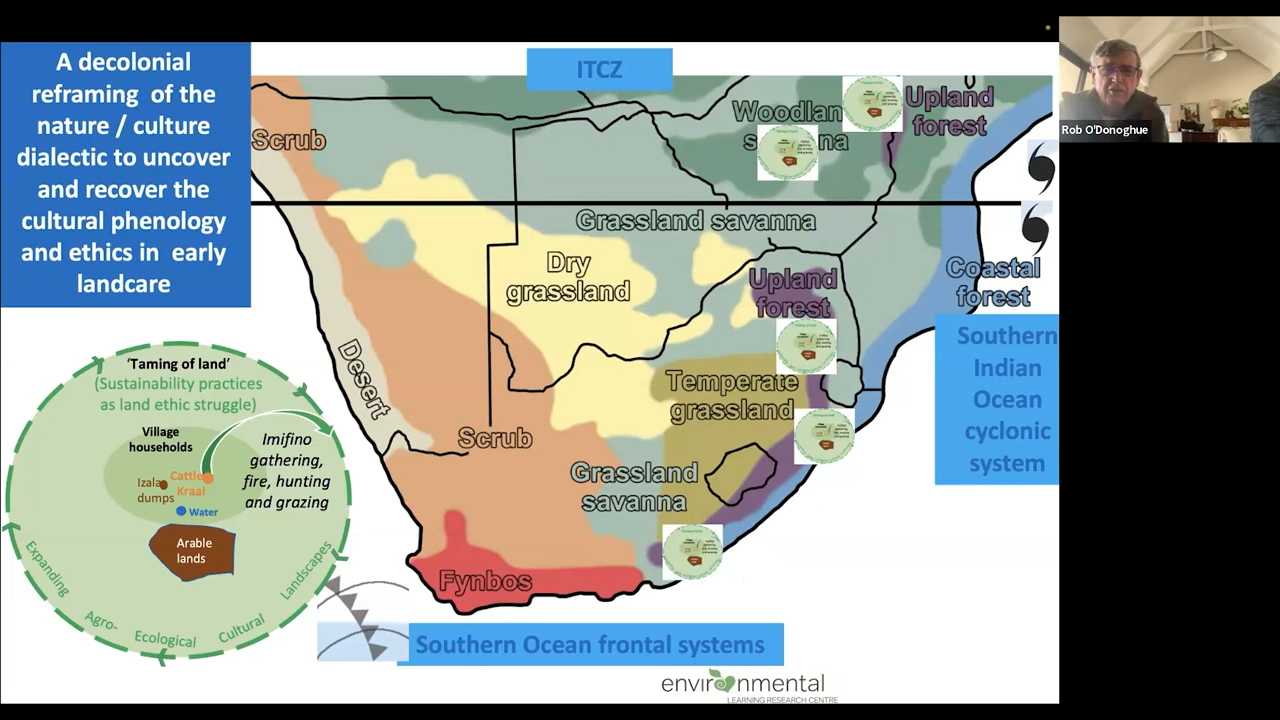 A decolonial
reframing of the
nature / culture
dialectic to uncover
and recover the
cultural phenology
and ethics in early
landcare
ITCZ
Rob O'Donoghue
Scrub
Woodlan
s na
Upland
forest
Grassland savanna
Dry
grassland
Upland
forest
Coastal
forest
Southern
Indian
Ocean
cyclonic
system
Desert
Temperate
grassland
Scrub
Grassland
savanna
Fynbos
Southern Ocean frontal systems
'Taming of land'
(Sustainability practices
as land ethic struggle)
Village
households
Imifino
gathering,
fire, hunting
and grazing
Cattle
Kraal
Izala
dumps
Water
Arable
lands
Expanding
Agro-
Ecological
Cultural
Landscapes
environmental
LEARNING RESEARCH CENTRE